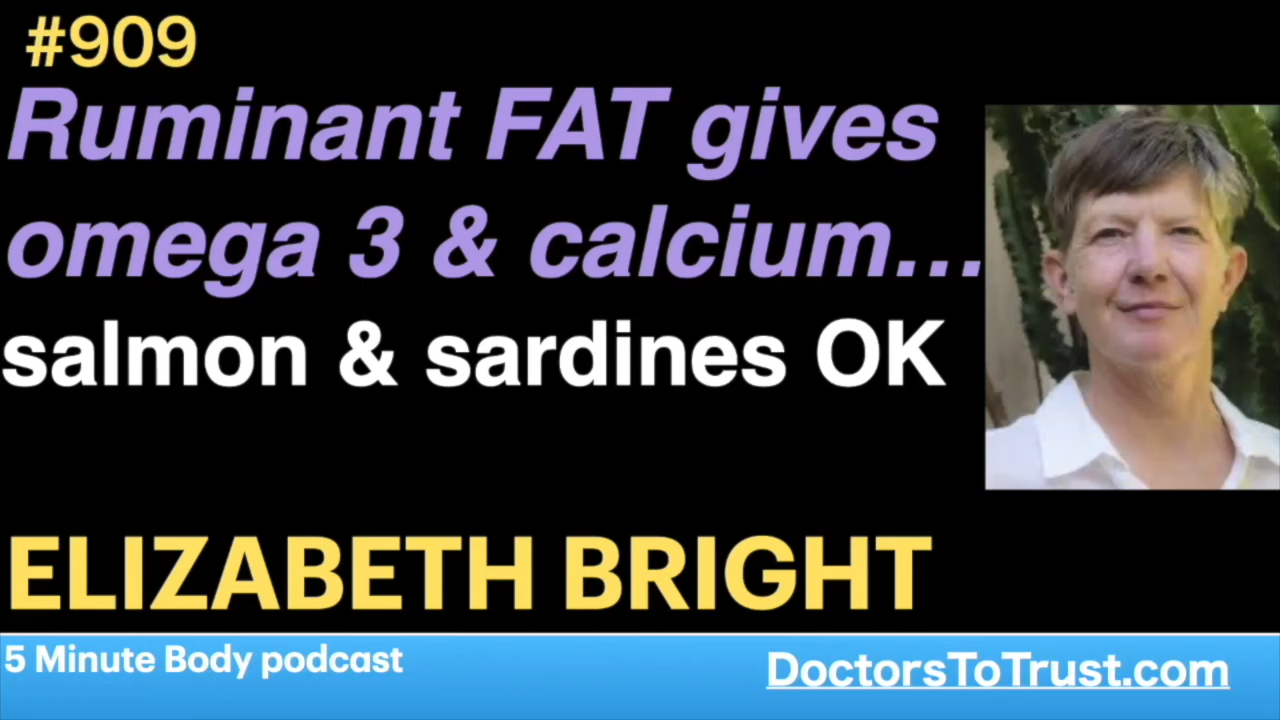 #909
Ruminant FAT gives
omega 3 & calcium...
salmon & sardines OK
ELIZABETH BRIGHT
5 Minute Body podcast
DoctorsToTrust.com